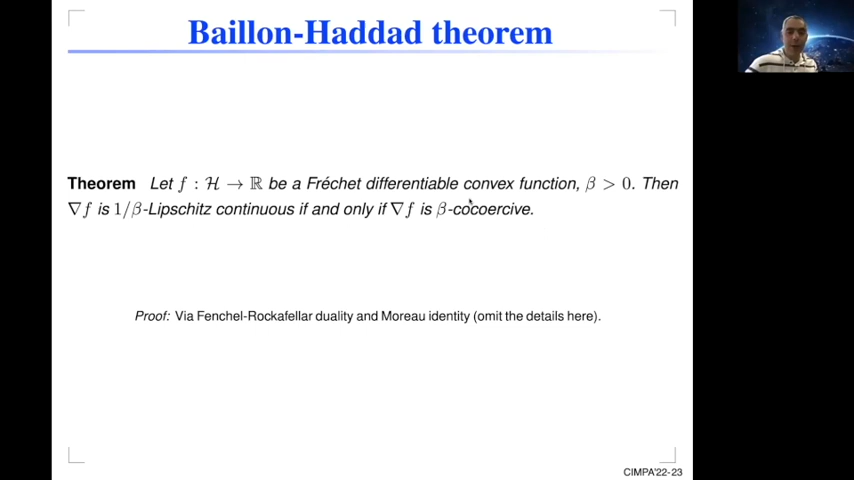 Baillon-Haddad theorem
Theorem Let f : ℋ → ℝ be a Fréchet differentiable convex function, β > 0. Then
∇f is 1/β-Lipschitz continuous if and only if ∇f is β-cocoercive.
Proof: Via Fenchel-Rockafellar duality and Moreau identity (omit the details here).
CIMPA'22-23